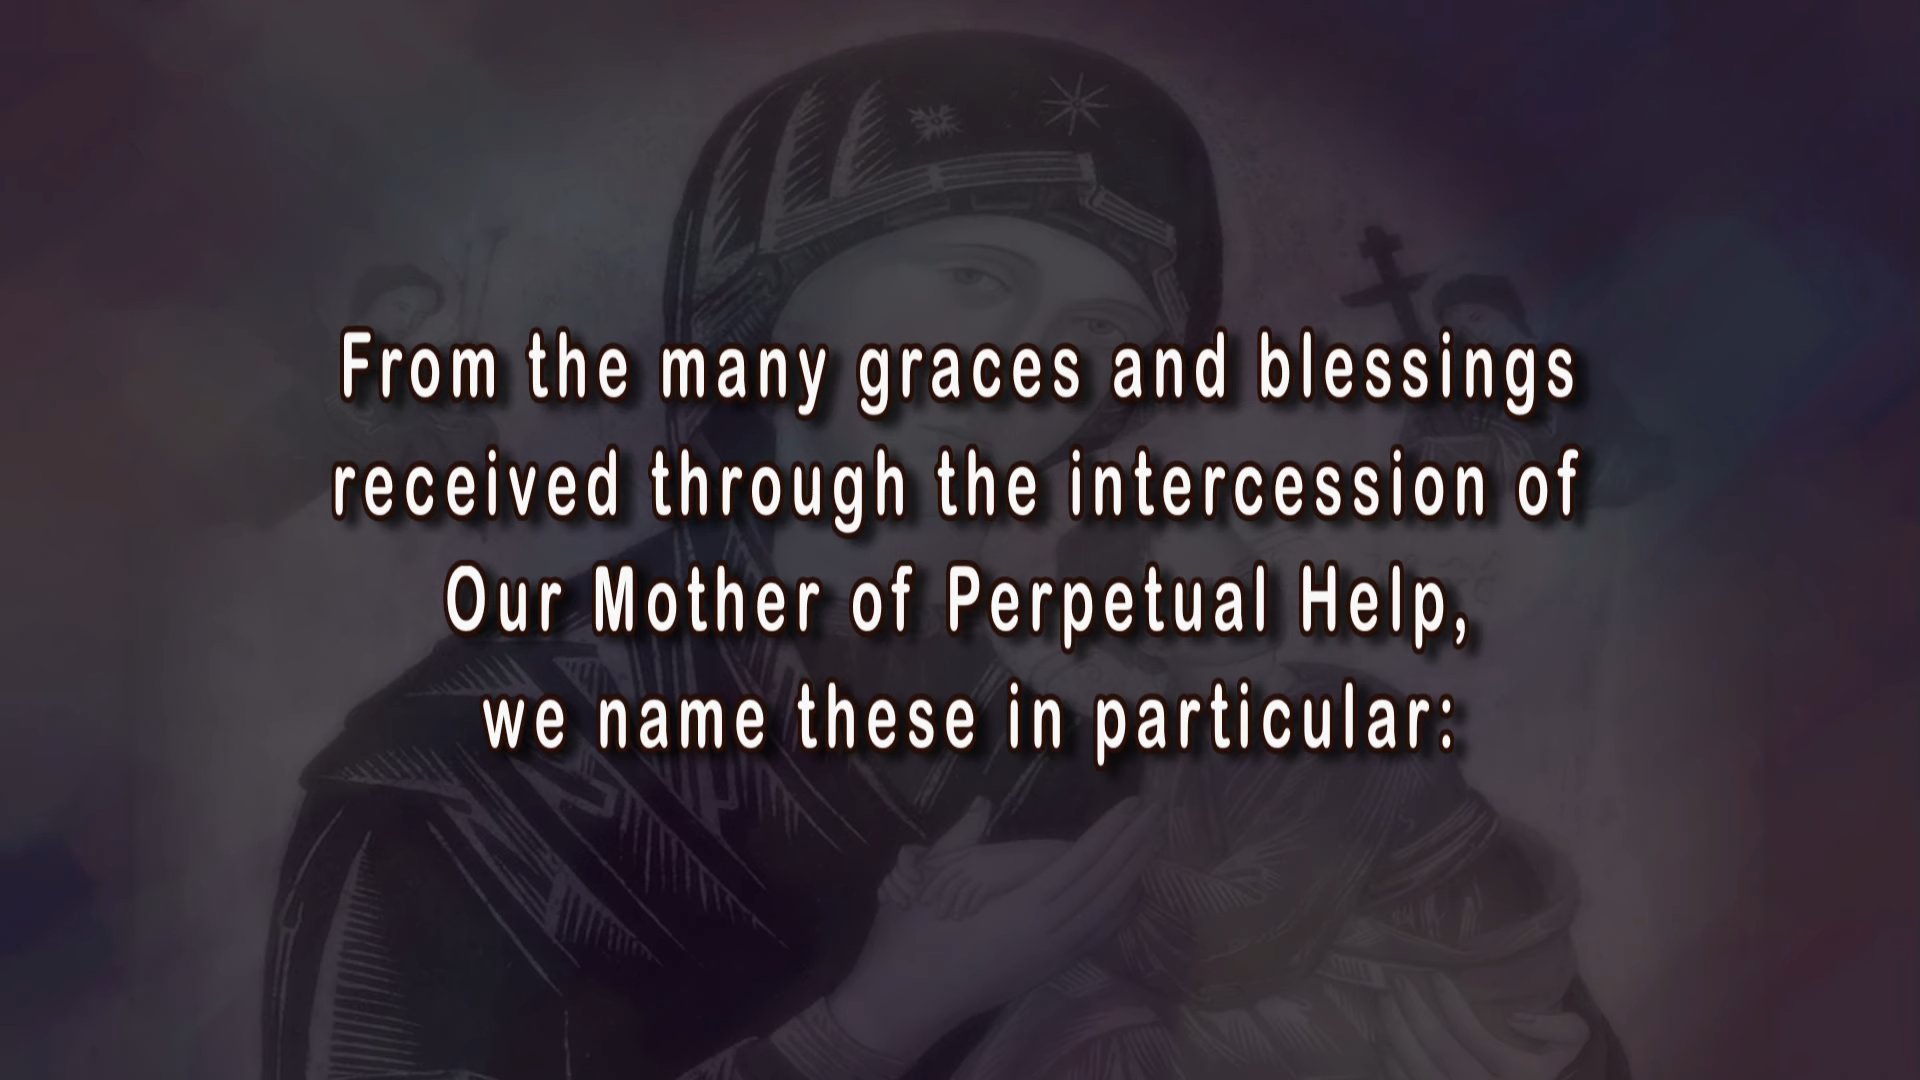 From the many graces and blessings
received through the intercession of
Our Mother of Perpetual Help,
we name these in particular: